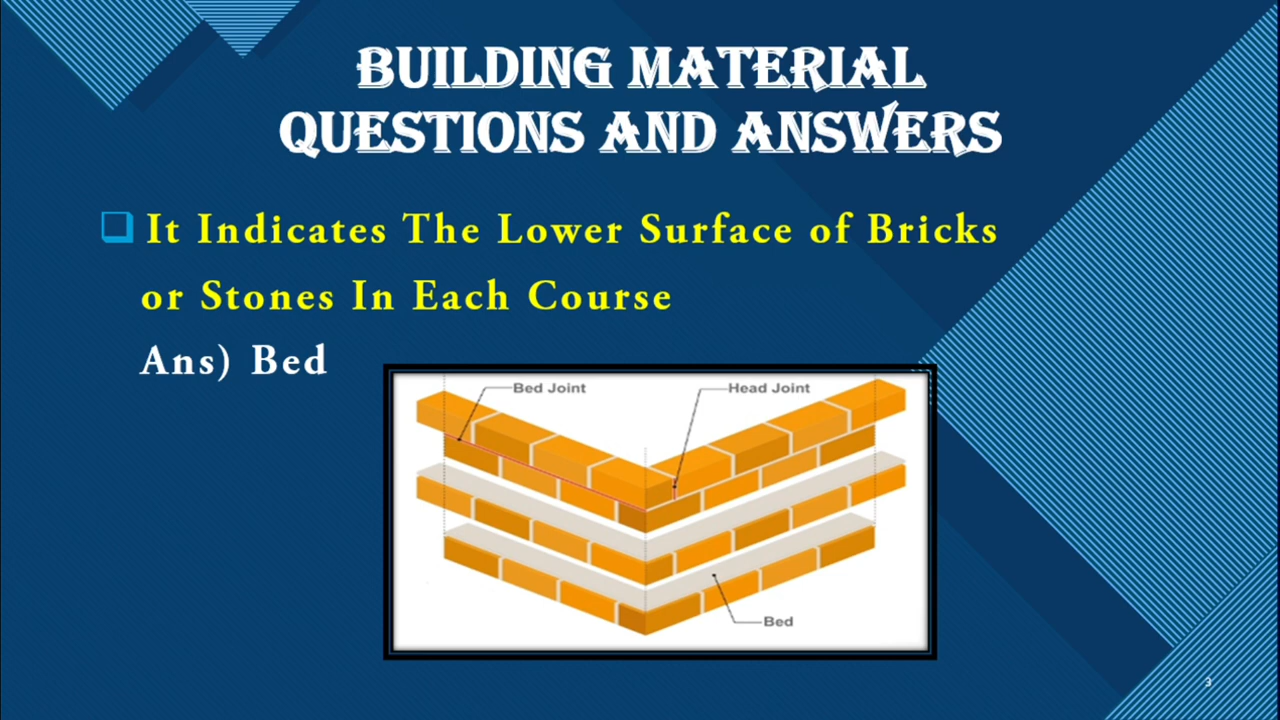 BUILDING MATERIAL
QUESTIONS AND ANSWERS
It Indicates The Lower Surface of Bricks
or Stones In Each Course
Ans) Bed
Bed Joint
Head Joint
Bed
3